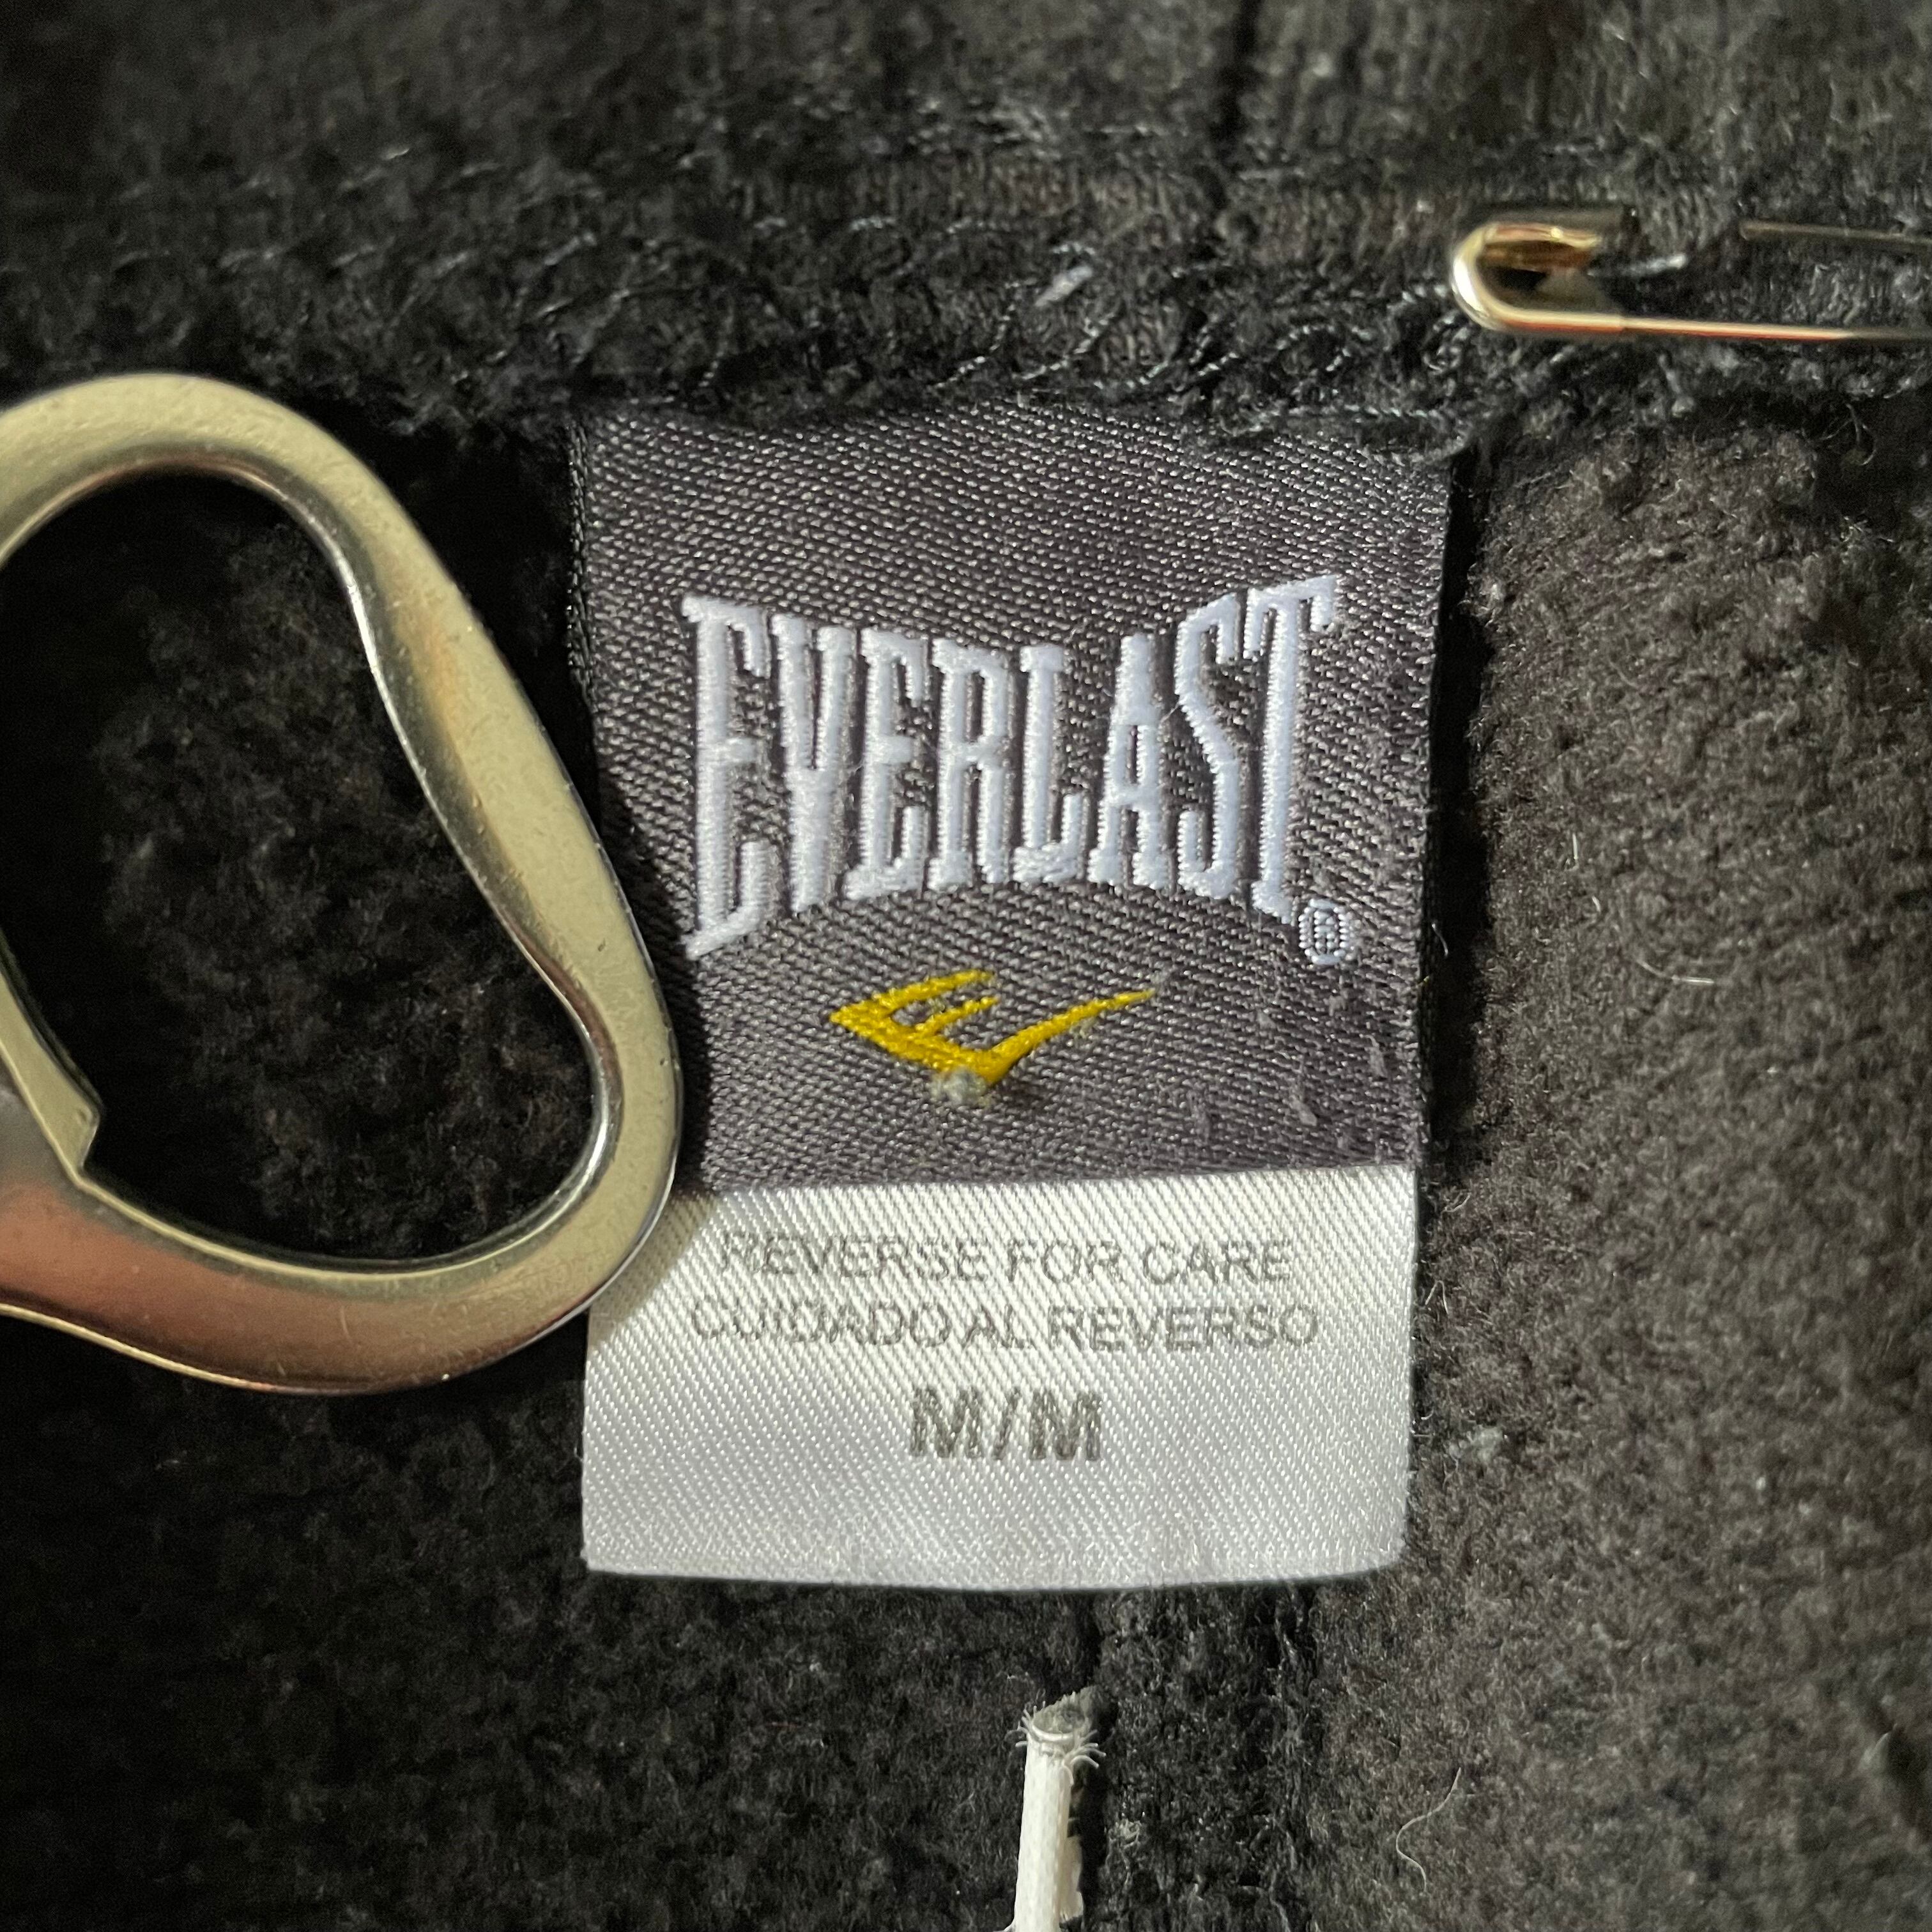 EVERLAST®
REVERSE FOR CARE
CUIDADO AL REVERSO
M/M